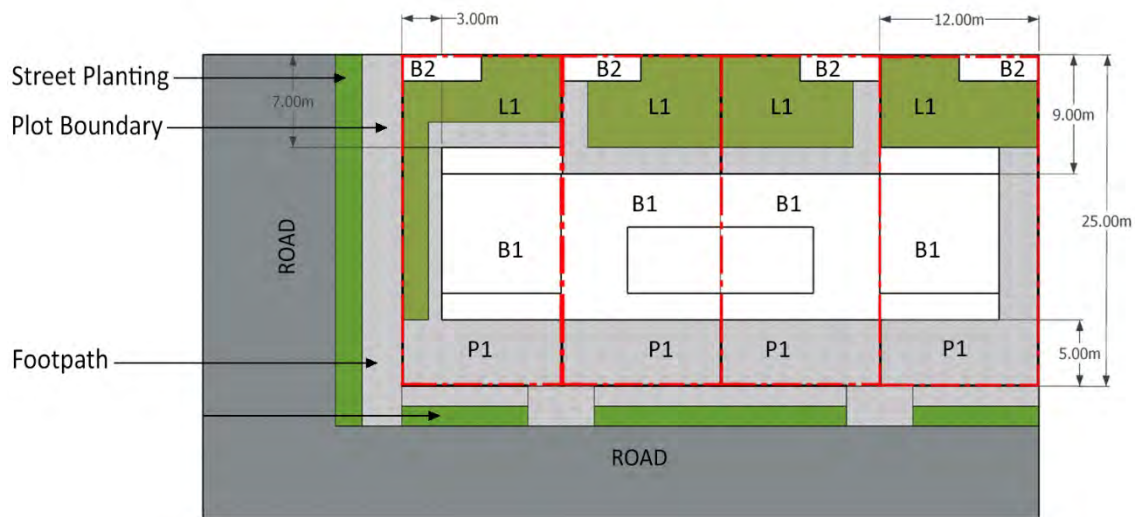 3.00m
12.00m
Street Planting
B2
B2
B2
B2
7.00m
L1
L1
L1
L1
9.00m
Plot Boundary
25.00m
B1
B1
ROAD
B1
B1
Footpath
P1
P1
P1
P1
5.00m
ROAD